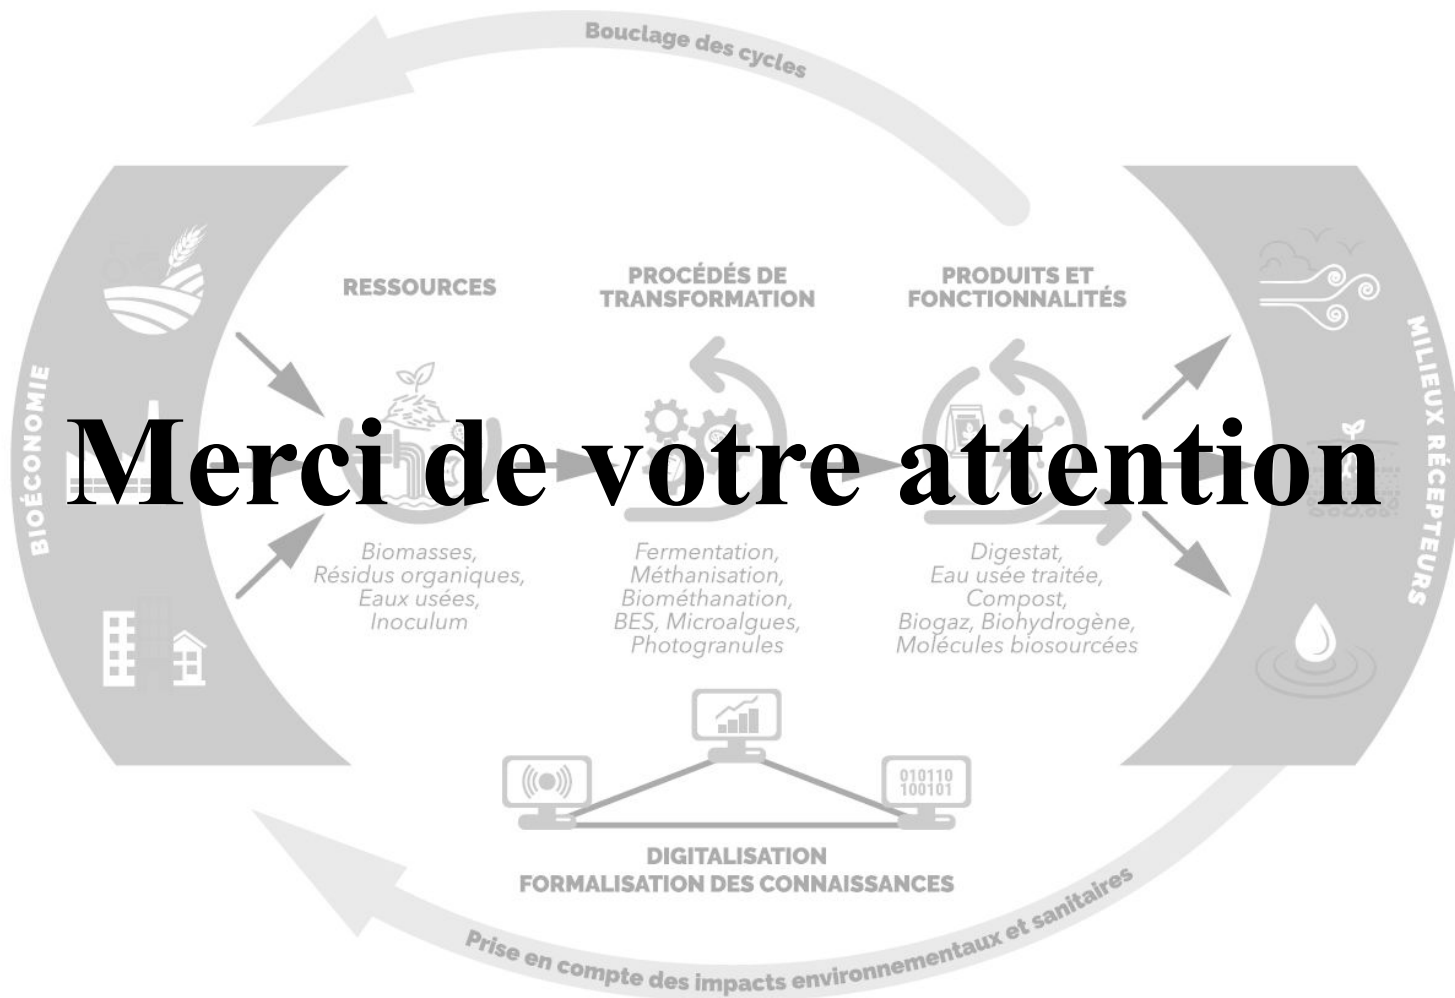 Bouclage des cycles
RESSOURCES
PROCÉDÉS DE
TRANSFORMATION
PRODUITS ET
FONCTIONNALITÉS
BIOÉCONOMIE
MILIEUX RÉCEPTEURS
Merci de votre attention
Biomasses,
Résidus organiques,
Eaux usées,
Inoculum
Fermentation,
Méthanisation,
Biométhanation,
BES, Microalgues,
Photogranules
Digestat,
Eau usée traitée,
Compost,
Biogaz, Biohydrogène,
Molécules biosourcées
010110
100101
DIGITALISATION
FORMALISATION DES CONNAISSANCES
Prise en compte des impacts environnementaux et sanitaires